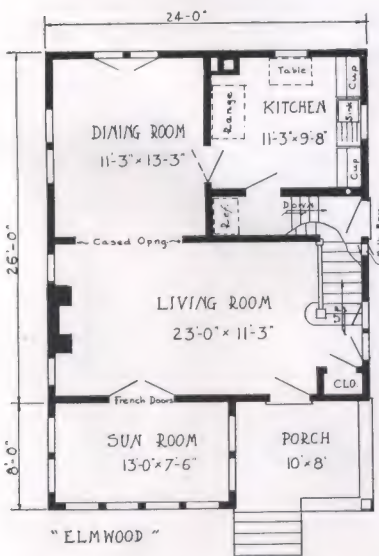 24'-0"
Table
Cup
Range
KITCHEN
11'-3" x 9'-8"
Sink
Cup
DINING ROOM
11'-3" x 13'-3"
Ref.
DOWN
Cased Opng
26'-0"
LIVING ROOM
23'-0" x 11'-3"
UP
CLO.
French Doors
8'-0"
SUN ROOM
13'-0" x 7'-6"
PORCH
10' x 8'
"ELMWOOD"